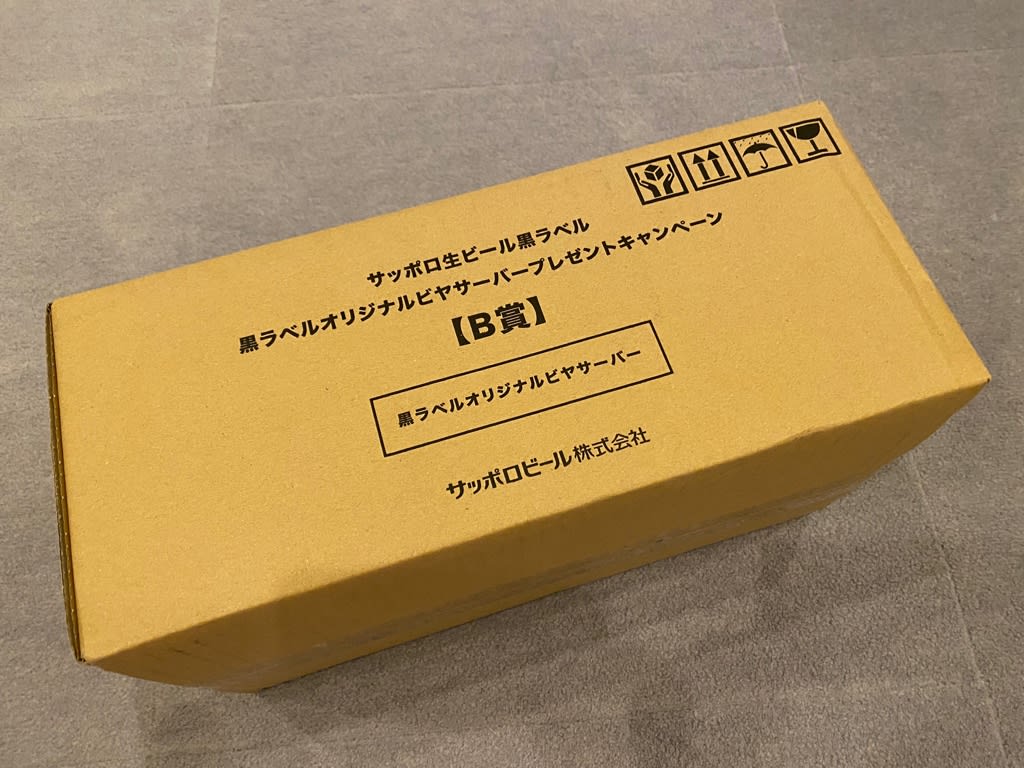 サッポロ生ビール黒ラベル
黒ラベルオリジナルビヤサーバープレゼントキャンペーン
【B賞】
黒ラベルオリジナルビヤサーバー
サッポロビール株式会社